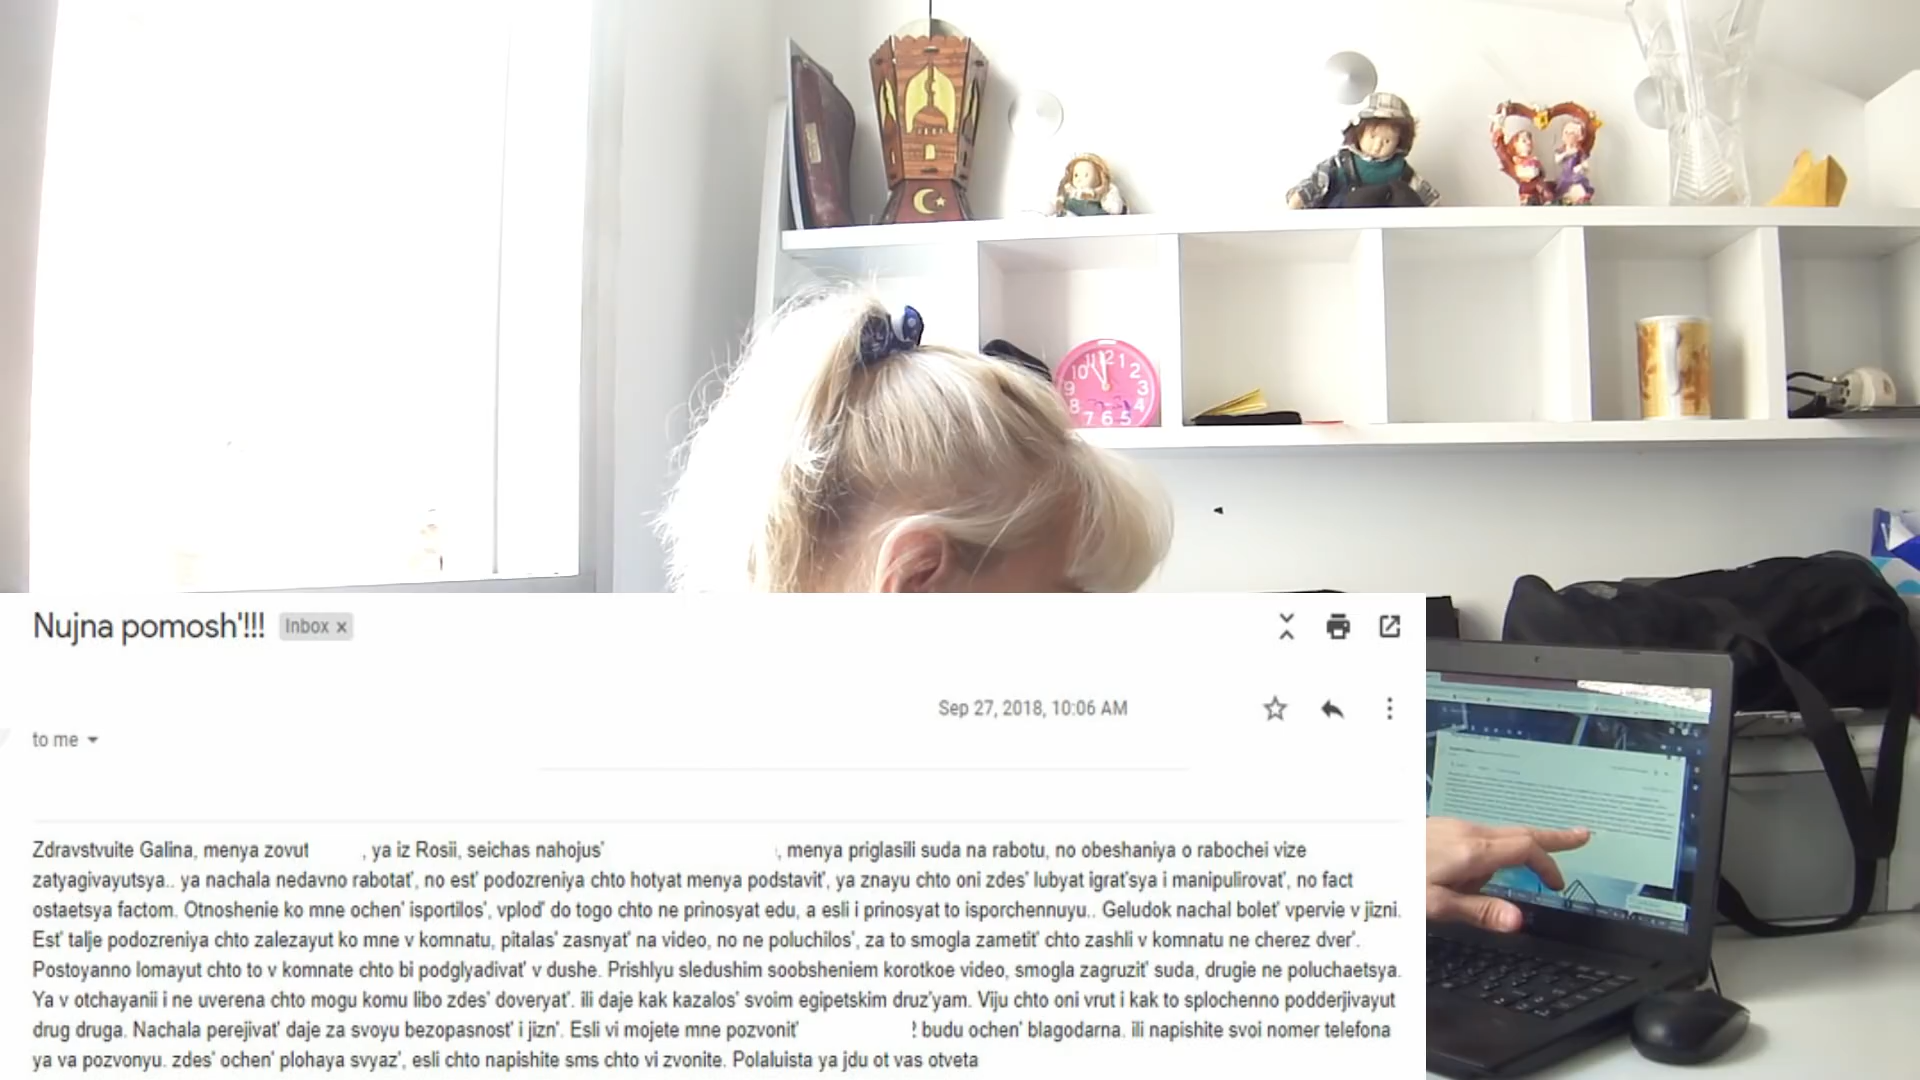 Nujna pomosh'!!! Inbox x
Sep 27, 2018, 10:06 AM
to me
Zdravstvuite Galina, menya zovut , ya iz Rosii, seichas nahojus' , menya priglasili suda na rabotu, no obeshaniya o rabochei vize
zatyagivayutsya.. ya nachala nedavno rabotat', no est' podozreniya chto hotyat menya podstavit', ya znayu chto oni zdes' lubyat igrat'sya i manipulirovat', no fact
ostaetsya factom. Otnoshenie ko mne ochen' isportilos', vplod' do togo chto ne prinosyat edu, a esli i prinosyat to isporchennuyu.. Geludok nachal bolet' vpervie v jizni.
Est' talje podozreniya chto zalezayut ko mne v komnatu, pitalas' zasnyat' na video, no ne poluchilos', za to smogla zametit' chto zashli v komnatu ne cherez dver'.
Postoyanno lomayut chto to v komnate chto bi podglyadivat' v dushe. Prishlyu sledushim soobsheniem korotkoe video, smogla zagruzit' suda, drugie ne poluchaetsya.
Ya v otchayanii i ne uverena chto mogu komu libo zdes' doveryat'. ili daje kak kazalos' svoim egipetskim druz'yam. Viju chto oni vrut i kak to splochenno podderjivayut
drug druga. Nachala perejivat' daje za svoyu bezopasnost' i jizn'. Esli vi mojete mne pozvonit' budu ochen' blagodarna. ili napishite svoi nomer telefona
ya va pozvonyu. zdes' ochen' plohaya svyaz', esli chto napishite sms chto vi zvonite. Polaluista ya jdu ot vas otveta